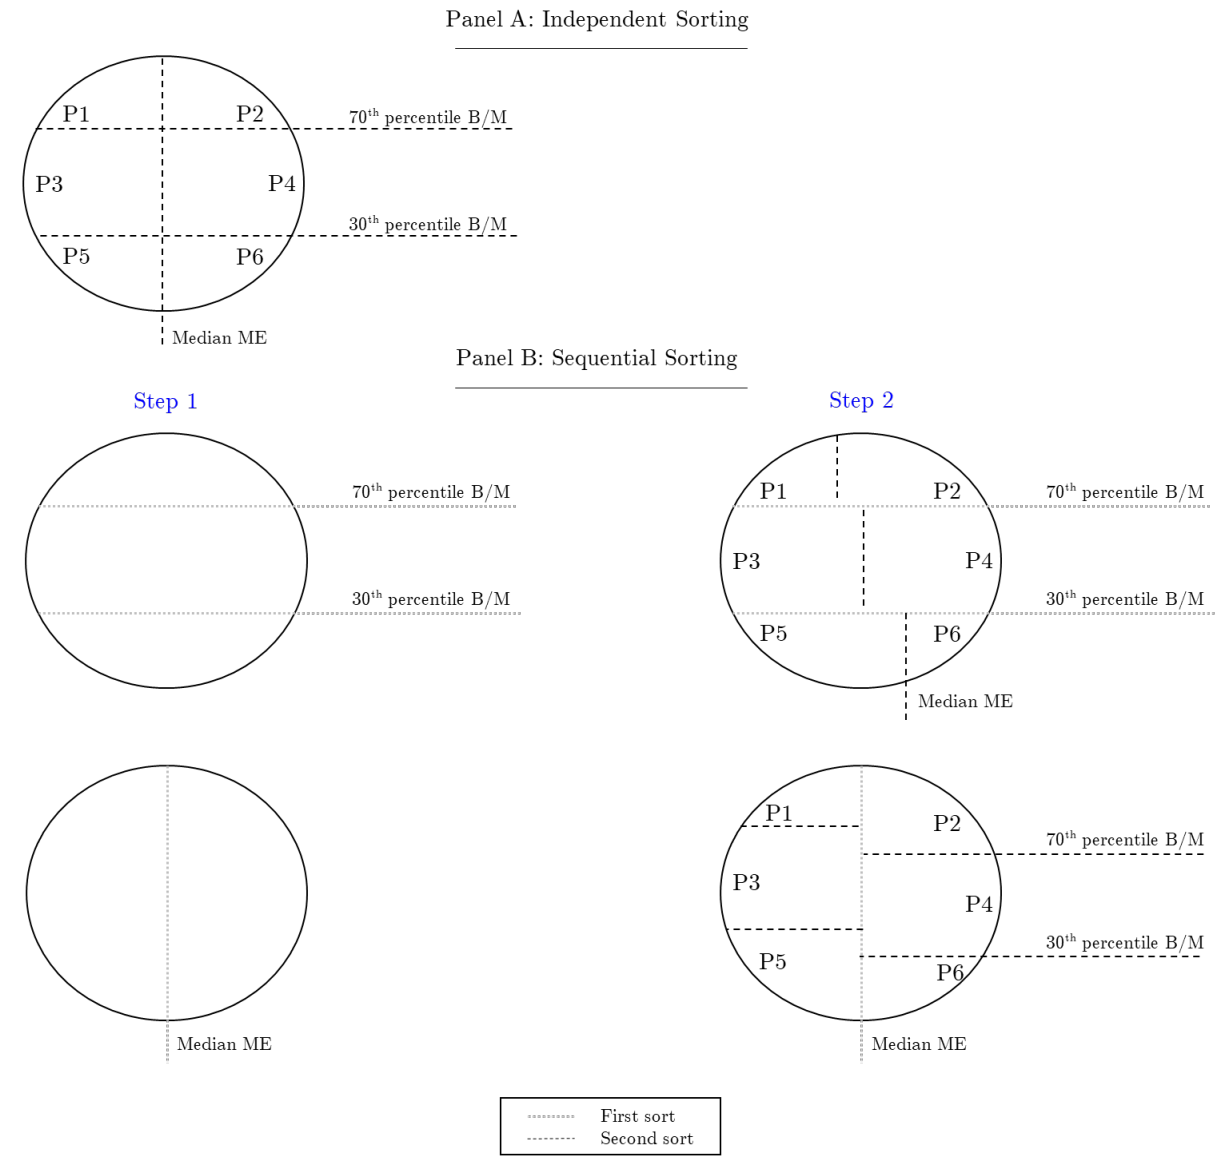 Panel A: Independent Sorting
P1 P2 70th percentile B/M
P3 P4
30th percentile B/M
P5 P6
Median ME
Panel B: Sequential Sorting
Step 1 Step 2
70th percentile B/M P1 P2 70th percentile B/M
P3 P4
30th percentile B/M 30th percentile B/M
P5 P6
Median ME
P1 P2
70th percentile B/M
P3 P4
30th percentile B/M
P5 P6
Median ME Median ME
First sort
Second sort